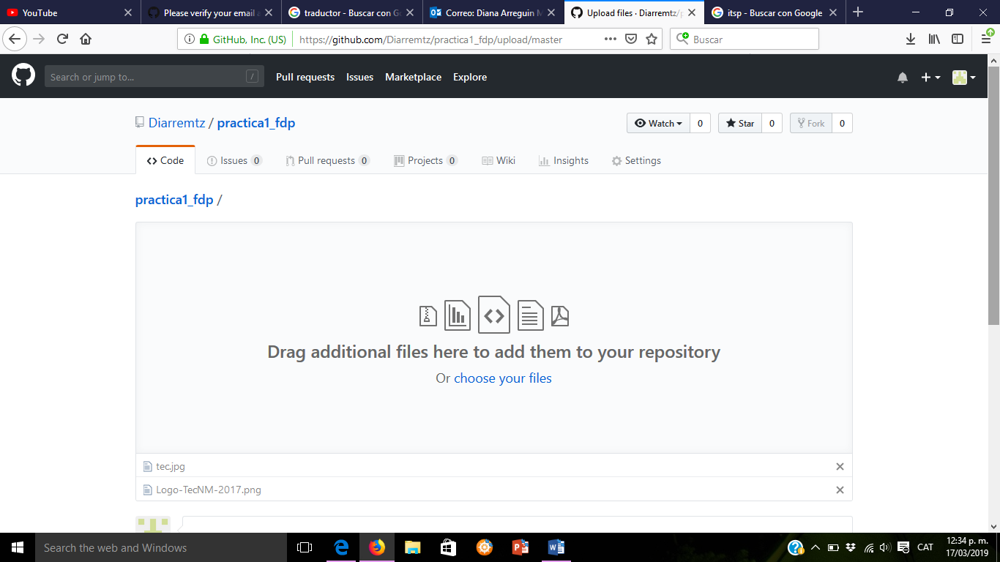 YouTube
Please verify your email a
traductor - Buscar con Go
Correo: Diana Arreguin M
Upload files · Diarremtz/p
itsp - Buscar con Google
GitHub, Inc. (US)
https://github.com/Diarremtz/practica1_fdp/upload/master
Buscar
Search or jump to...
/
Pull requests
Issues
Marketplace
Explore
Diarremtz / practica1_fdp
Watch
0
Star
0
Fork
0
Code
Issues 0
Pull requests 0
Projects 0
Wiki
Insights
Settings
practica1_fdp /
Drag additional files here to add them to your repository
Or choose your files
tec.jpg
Logo-TecNM-2017.png
Search the web and Windows
CAT
12:34 p. m.
17/03/2019